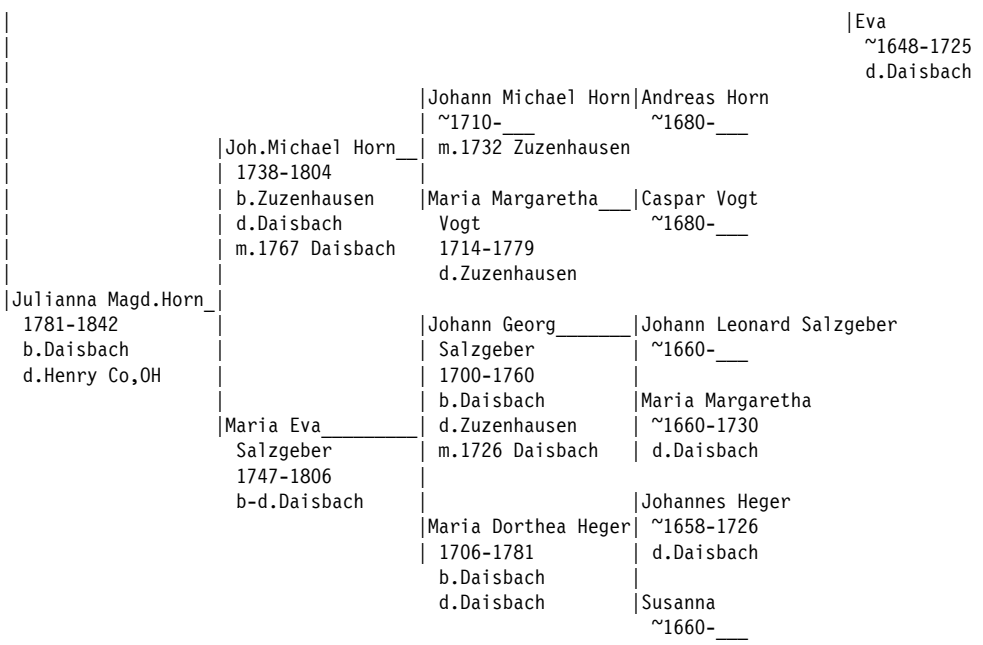 |                                                                                   |Eva
|                                                                                     ~1648-1725
|                                                                                     d.Daisbach
|                                         |Johann Michael Horn|Andreas Horn
|                                         | ~1710-___          ~1680-___
|                     |Joh.Michael Horn__| m.1732 Zuzenhausen
|                     | 1738-1804         |
|                     | b.Zuzenhausen     |Maria Margaretha___|Caspar Vogt
|                     | d.Daisbach          Vogt                ~1680-___
|                     | m.1767 Daisbach     1714-1779
|                     |                     d.Zuzenhausen
|Julianna Magd.Horn_|
  1781-1842           |                   |Johann Georg_______|Johann Leonard Salzgeber
  b.Daisbach          |                   | Salzgeber         | ~1660-___
  d.Henry Co,OH       |                   | 1700-1760         |
                      |                   | b.Daisbach        |Maria Margaretha
                      |Maria Eva_________| d.Zuzenhausen     | ~1660-1730
                        Salzgeber         | m.1726 Daisbach   | d.Daisbach
                        1747-1806         |
                        b-d.Daisbach      |                   |Johannes Heger
                                          |Maria Dorthea Heger| ~1658-1726
                                          | 1706-1781         | d.Daisbach
                                            b.Daisbach        |
                                            d.Daisbach        |Susanna
                                                                ~1660-___